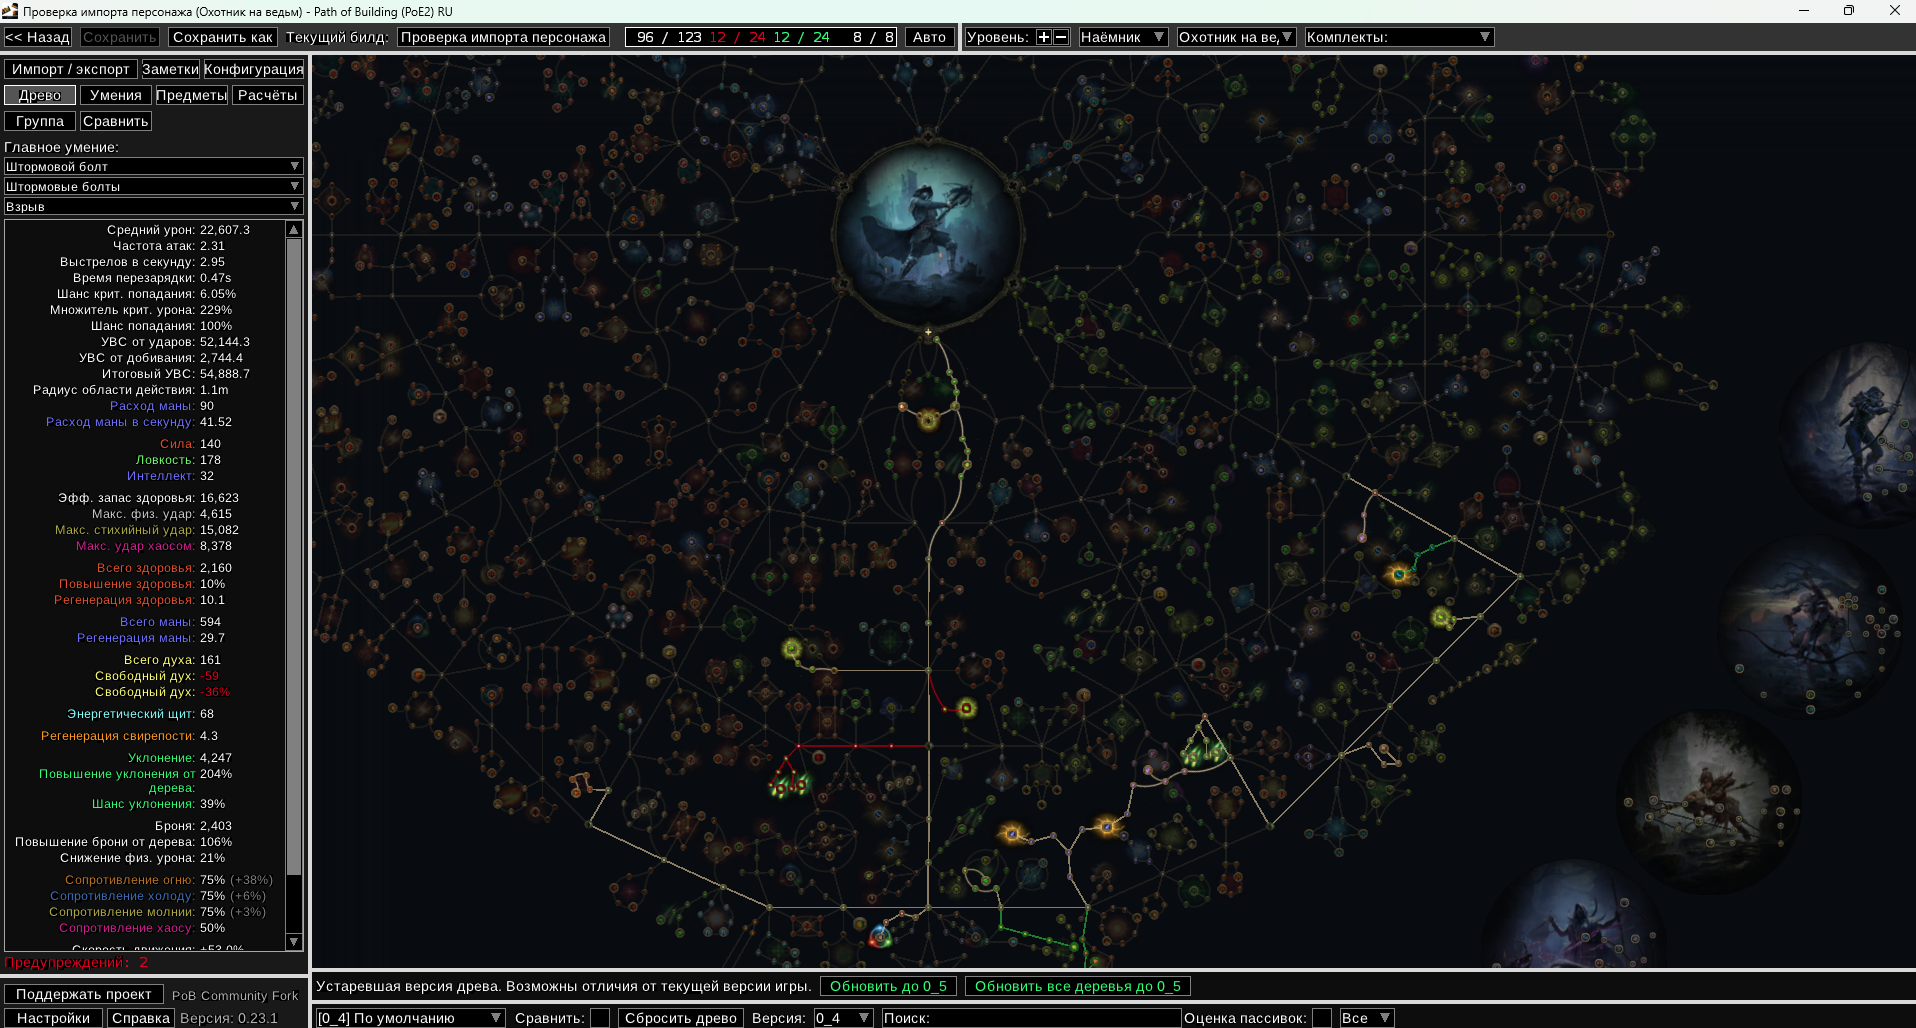 Проверка импорта персонажа (Охотник на ведьм) - Path of Building (PoE2) RU
<< Назад Сохранить Сохранить как Текущий билд: Проверка импорта персонажа 96 / 123 12 / 24 12 / 24 8 / 8 Авто Уровень: + − Наёмник Охотник на ве, Комплекты:
Импорт / экспорт Заметки Конфигурация
Древо Умения Предметы Расчёты
Группа Сравнить
Главное умение:
Штормовой болт
Штормовые болты
Взрыв
Средний урон: 22,607.3
Частота атак: 2.31
Выстрелов в секунду: 2.95
Время перезарядки: 0.47s
Шанс крит. попадания: 6.05%
Множитель крит. урона: 229%
Шанс попадания: 100%
УВС от ударов: 52,144.3
УВС от добивания: 2,744.4
Итоговый УВС: 54,888.7
Радиус области действия: 1.1m
Расход маны: 90
Расход маны в секунду: 41.52
Сила: 140
Ловкость: 178
Интеллект: 32
Эфф. запас здоровья: 16,623
Макс. физ. удар: 4,615
Макс. стихийный удар: 15,082
Макс. удар хаосом: 8,378
Всего здоровья: 2,160
Повышение здоровья: 10%
Регенерация здоровья: 10.1
Всего маны: 594
Регенерация маны: 29.7
Всего духа: 161
Свободный дух: -59
Свободный дух: -36%
Энергетический щит: 68
Регенерация свирепости: 4.3
Уклонение: 4,247
Повышение уклонения от 204%
дерева:
Шанс уклонения: 39%
Броня: 2,403
Повышение брони от дерева: 106%
Снижение физ. урона: 21%
Сопротивление огню: 75% (+38%)
Сопротивление холоду: 75% (+6%)
Сопротивление молнии: 75% (+3%)
Сопротивление хаосу: 50%
Скорость движения: +53.0%
Предупреждений: 2
Поддержать проект PoB Community Fork
Настройки Справка Версия: 0.23.1
Устаревшая версия древа. Возможны отличия от текущей версии игры. Обновить до 0_5 Обновить все деревья до 0_5
[0_4] По умолчанию Сравнить: Сбросить древо Версия: 0_4 Поиск: Оценка пассивок: Все